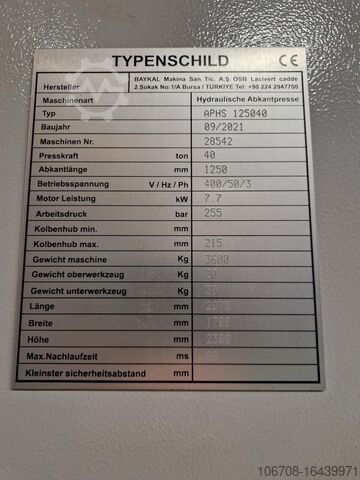 TYPENSCHILD CE
Hersteller BAYKAL Makina San. Tic. A.Ş. OSB Lacivert cadde
2.Sokak No:1/A Bursa / TÜRKIYE Tel: +90 224 2947700
Maschinenart Hydraulische Abkantpresse
Typ APHS 125040
Baujahr 09/2021
Maschinen Nr. 28542
Presskraft ton 40
Abkantlänge mm 1250
Betriebsspannung V / Hz / Ph 400/50/3
Motor Leistung kW 7.7
Arbeitsdruck bar 255
Kolbenhub min. mm
Kolbenhub max. mm 215
Gewicht maschine Kg 3600
Gewicht oberwerkzeug Kg
Gewicht unterwerkzeug Kg
Länge mm
Breite mm 1700
Höhe mm 2300
Max.Nachlaufzeit ms
Kleinster sicherheitsabstand mm
106708-16439971